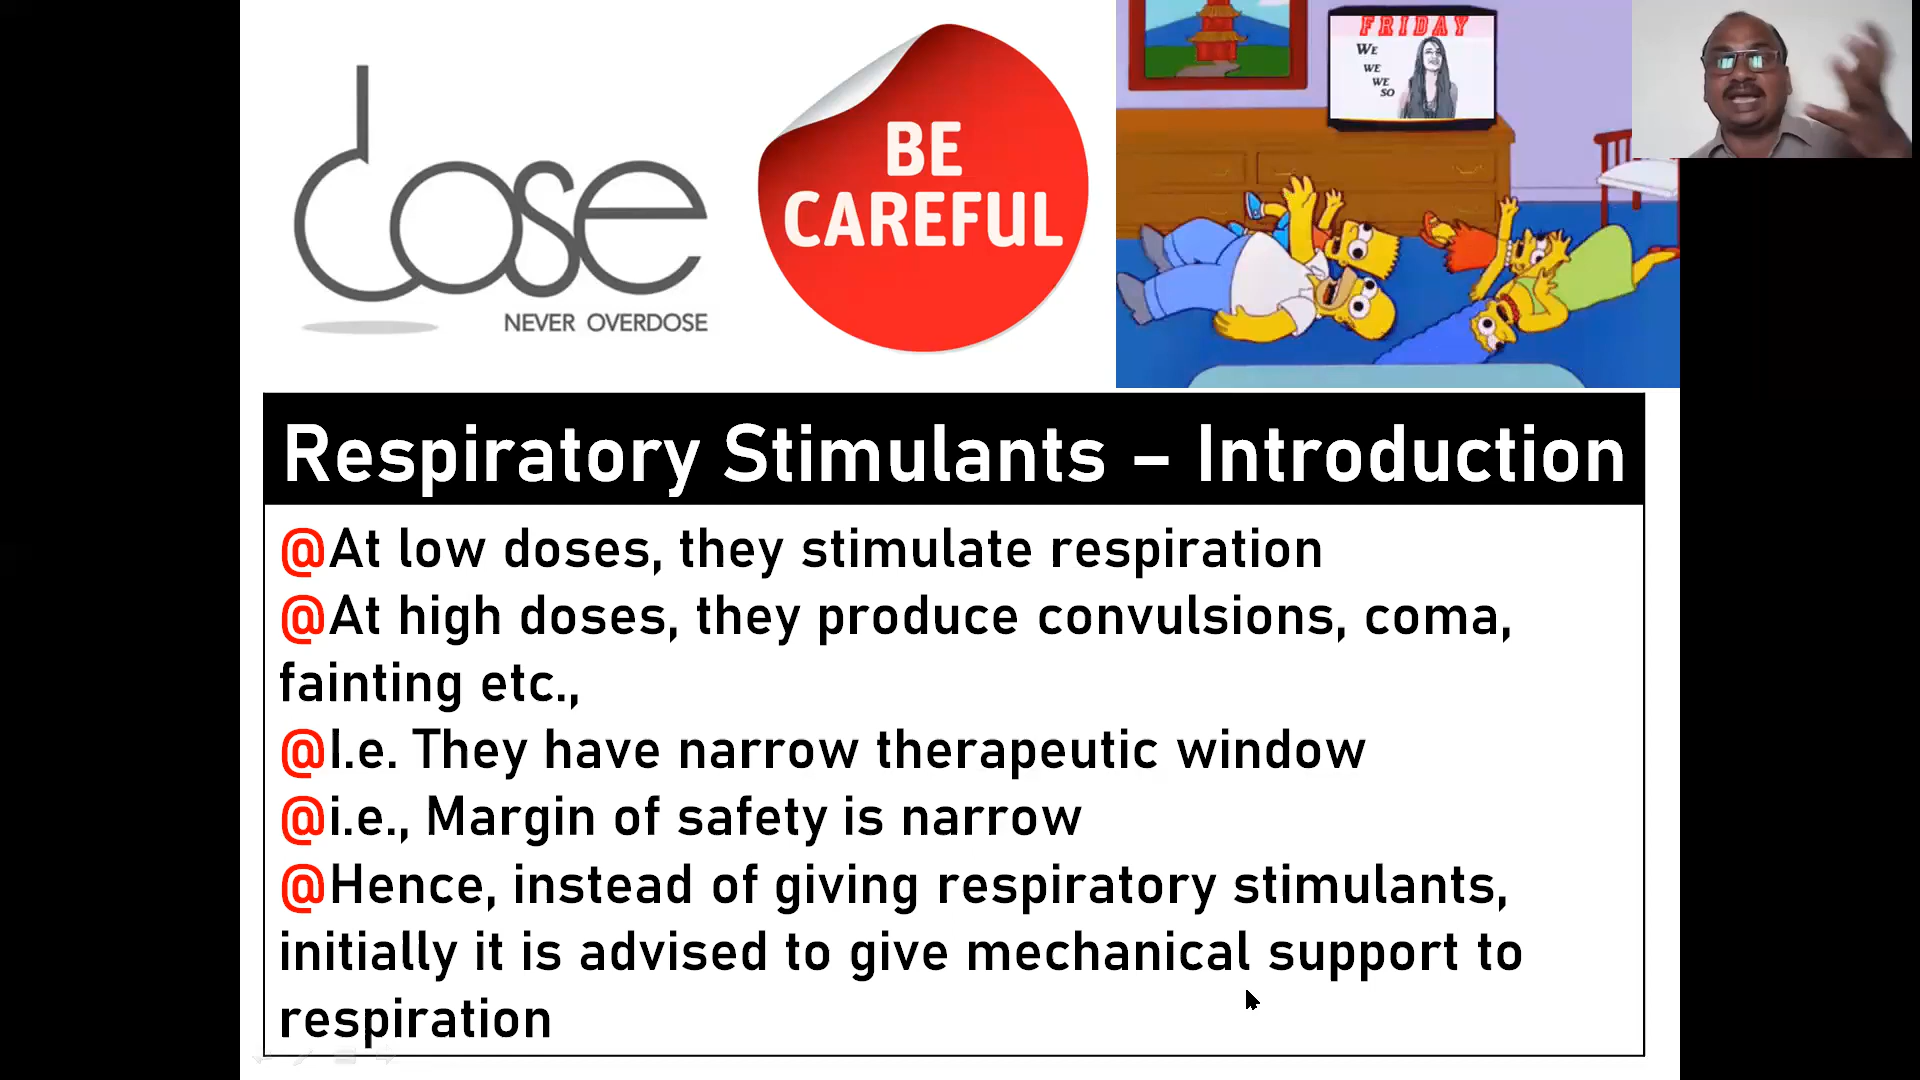 dose
NEVER OVERDOSE
BE
CAREFUL
FRIDAY
WE
WE
WE
SO
Respiratory Stimulants – Introduction
@At low doses, they stimulate respiration
@At high doses, they produce convulsions, coma,
fainting etc.,
@I.e. They have narrow therapeutic window
@i.e., Margin of safety is narrow
@Hence, instead of giving respiratory stimulants,
initially it is advised to give mechanical support to
respiration